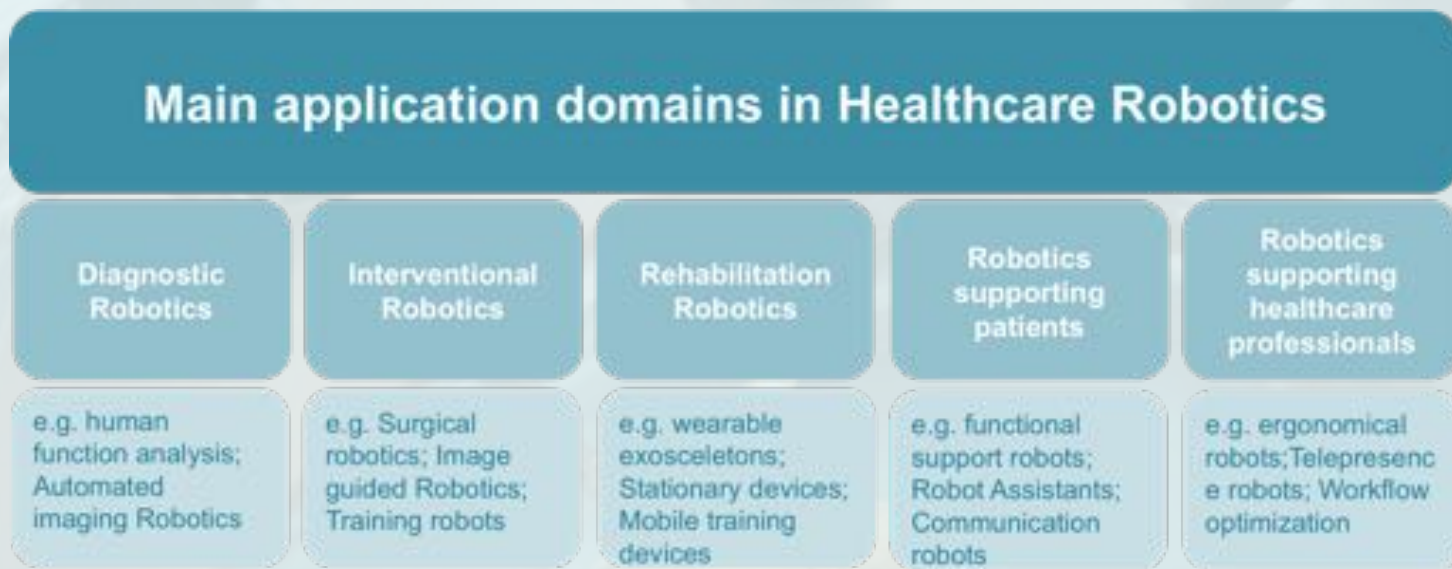 Main application domains in Healthcare Robotics
Diagnostic
Robotics
Interventional
Robotics
Rehabilitation
Robotics
Robotics
supporting
patients
Robotics
supporting
healthcare
professionals
e.g. human
function analysis;
Automated
imaging Robotics
e.g. Surgical
robotics; Image
guided Robotics;
Training robots
e.g. wearable
exosceletons;
Stationary devices;
Mobile training
devices
e.g. functional
support robots;
Robot Assistants;
Communication
robots
e.g. ergonomical
robots;Telepresenc
e robots; Workflow
optimization